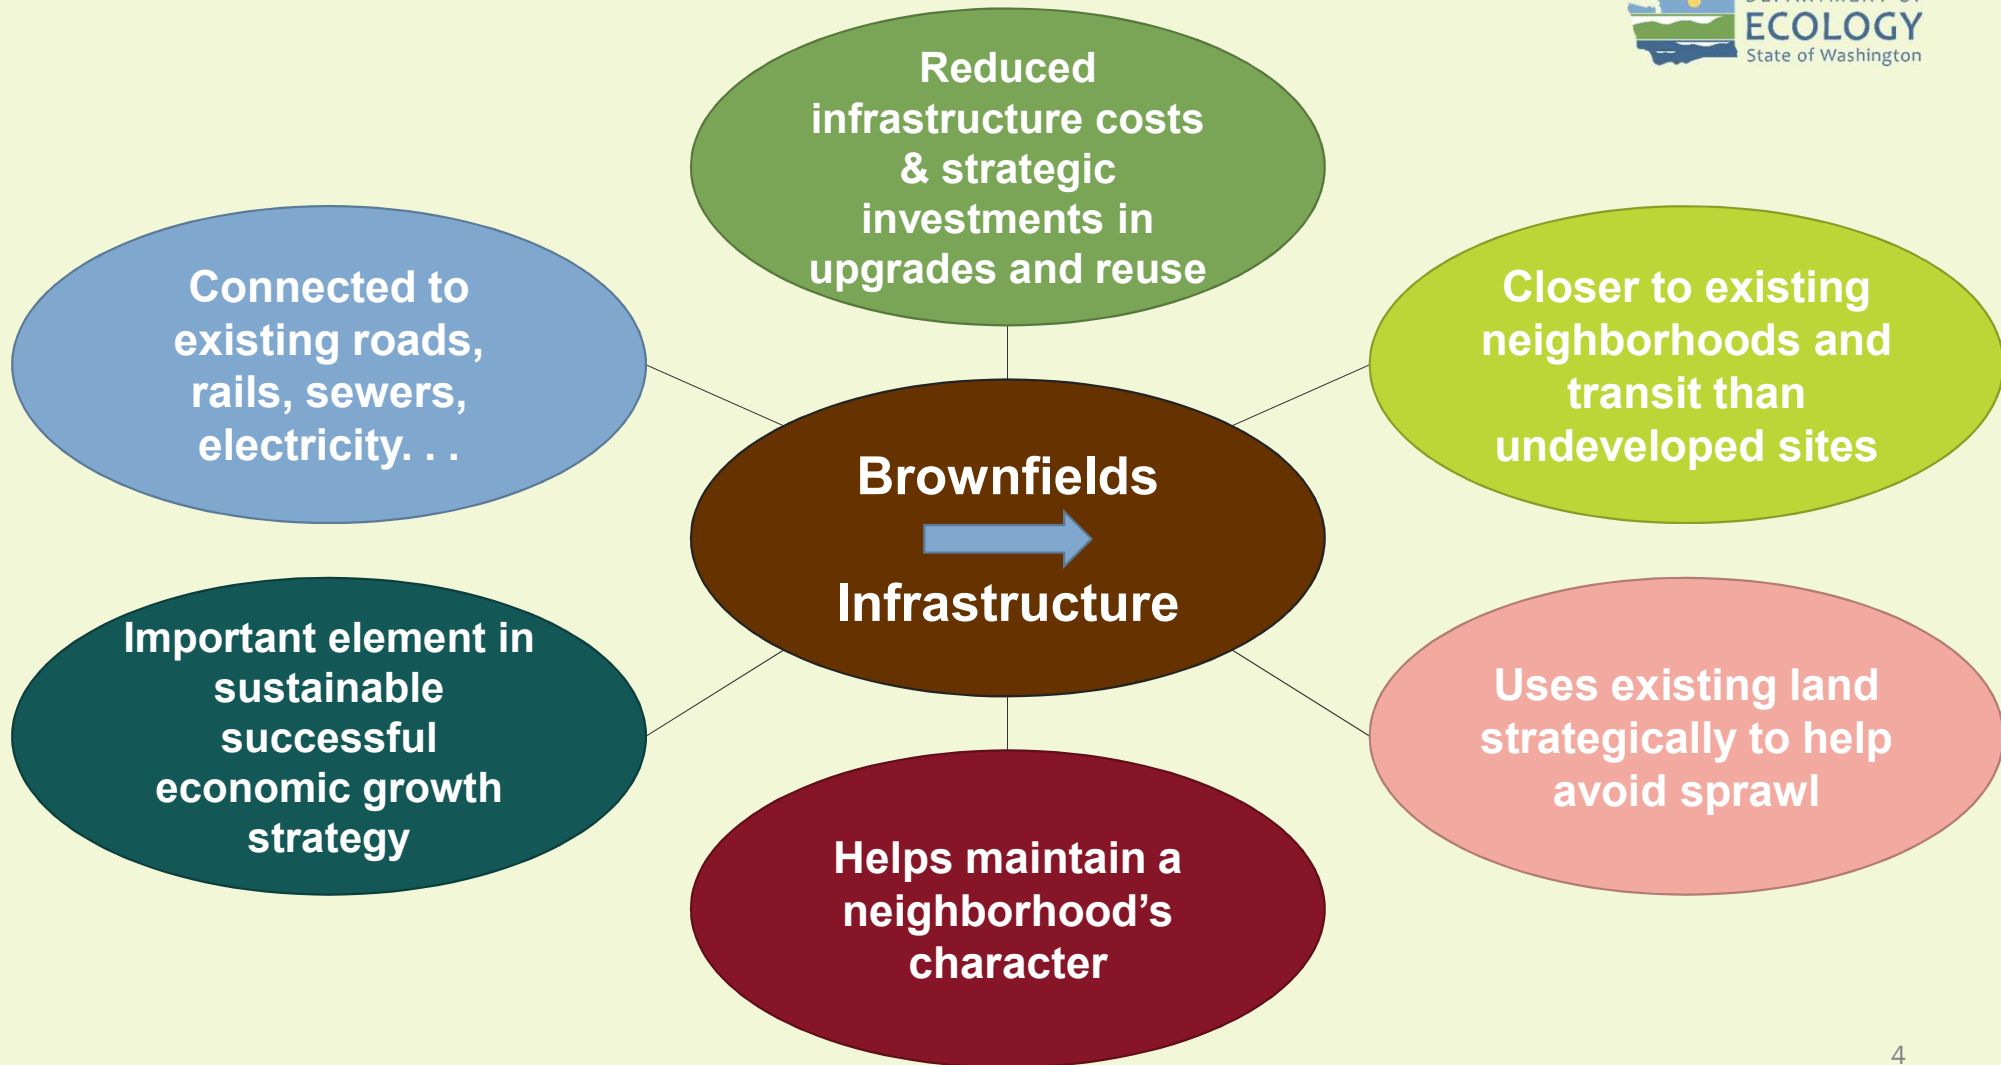 DEPARTMENT OF
ECOLOGY
State of Washington
Reduced
infrastructure costs
& strategic
investments in
upgrades and reuse
Connected to
existing roads,
rails, sewers,
electricity. . .
Closer to existing
neighborhoods and
transit than
undeveloped sites
Brownfields
Infrastructure
Important element in
sustainable
successful
economic growth
strategy
Uses existing land
strategically to help
avoid sprawl
Helps maintain a
neighborhood’s
character
4